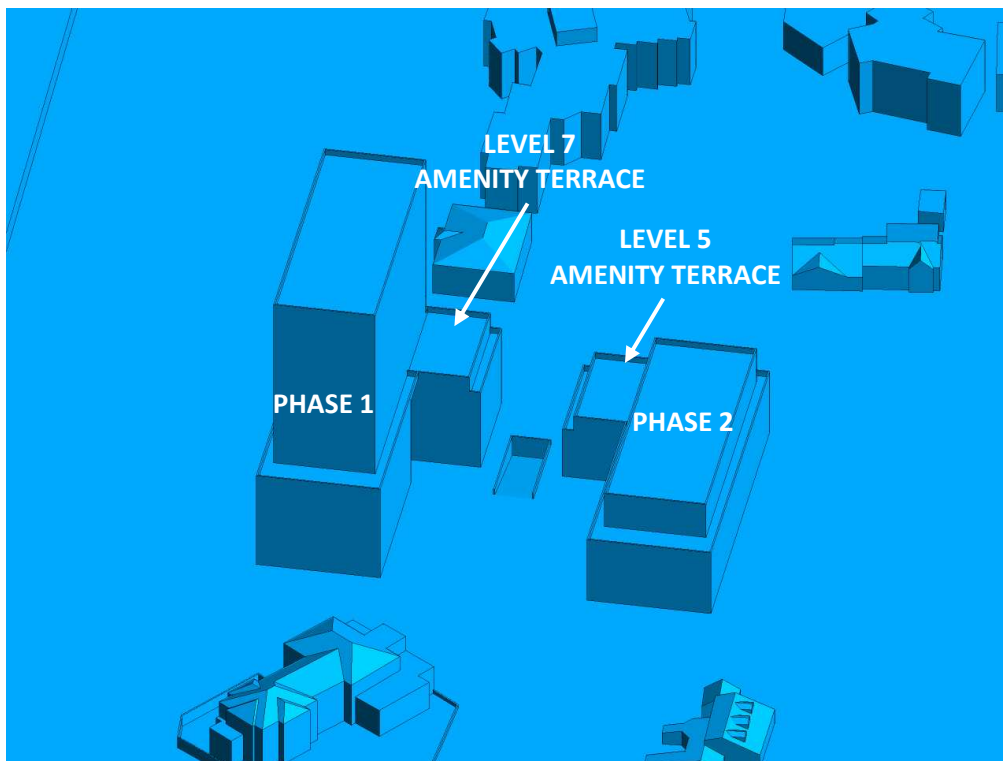 LEVEL 7
AMENITY TERRACE
LEVEL 5
AMENITY TERRACE
PHASE 1
PHASE 2